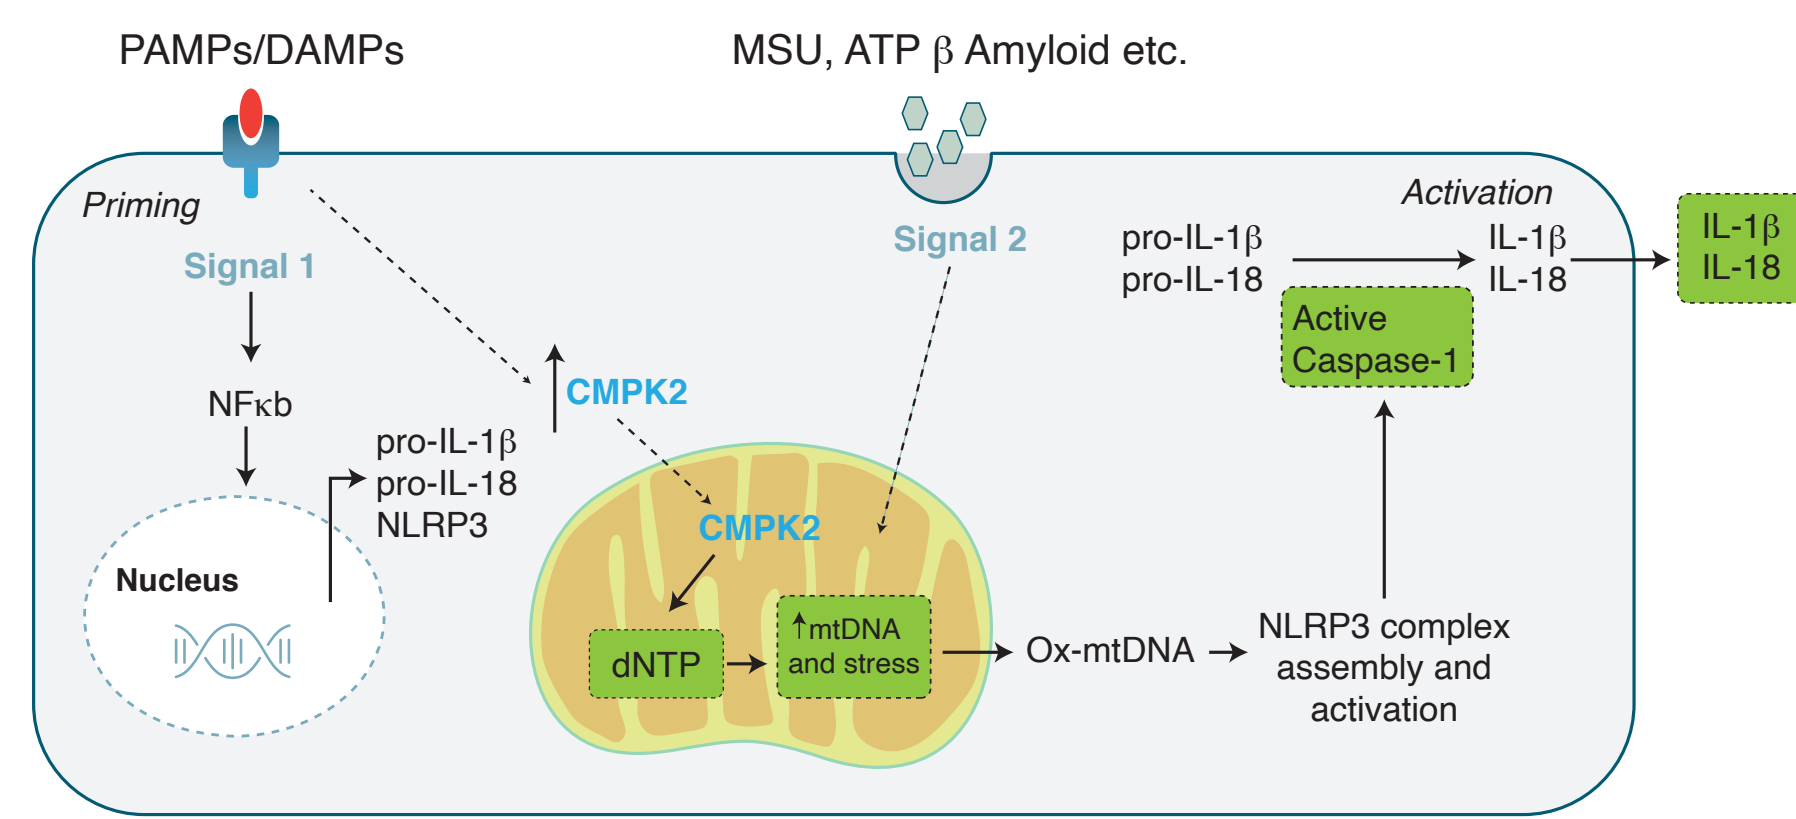 PAMPs/DAMPs
MSU, ATP β Amyloid etc.
Priming
Signal 1
NFκb
pro-IL-1β
pro-IL-18
NLRP3
Nucleus
CMPK2
CMPK2
dNTP
mtDNA
and stress
Signal 2
Ox-mtDNA
NLRP3 complex
assembly and
activation
Active
Caspase-1
Activation
pro-IL-1β
pro-IL-18
IL-1β
IL-18
IL-1β
IL-18